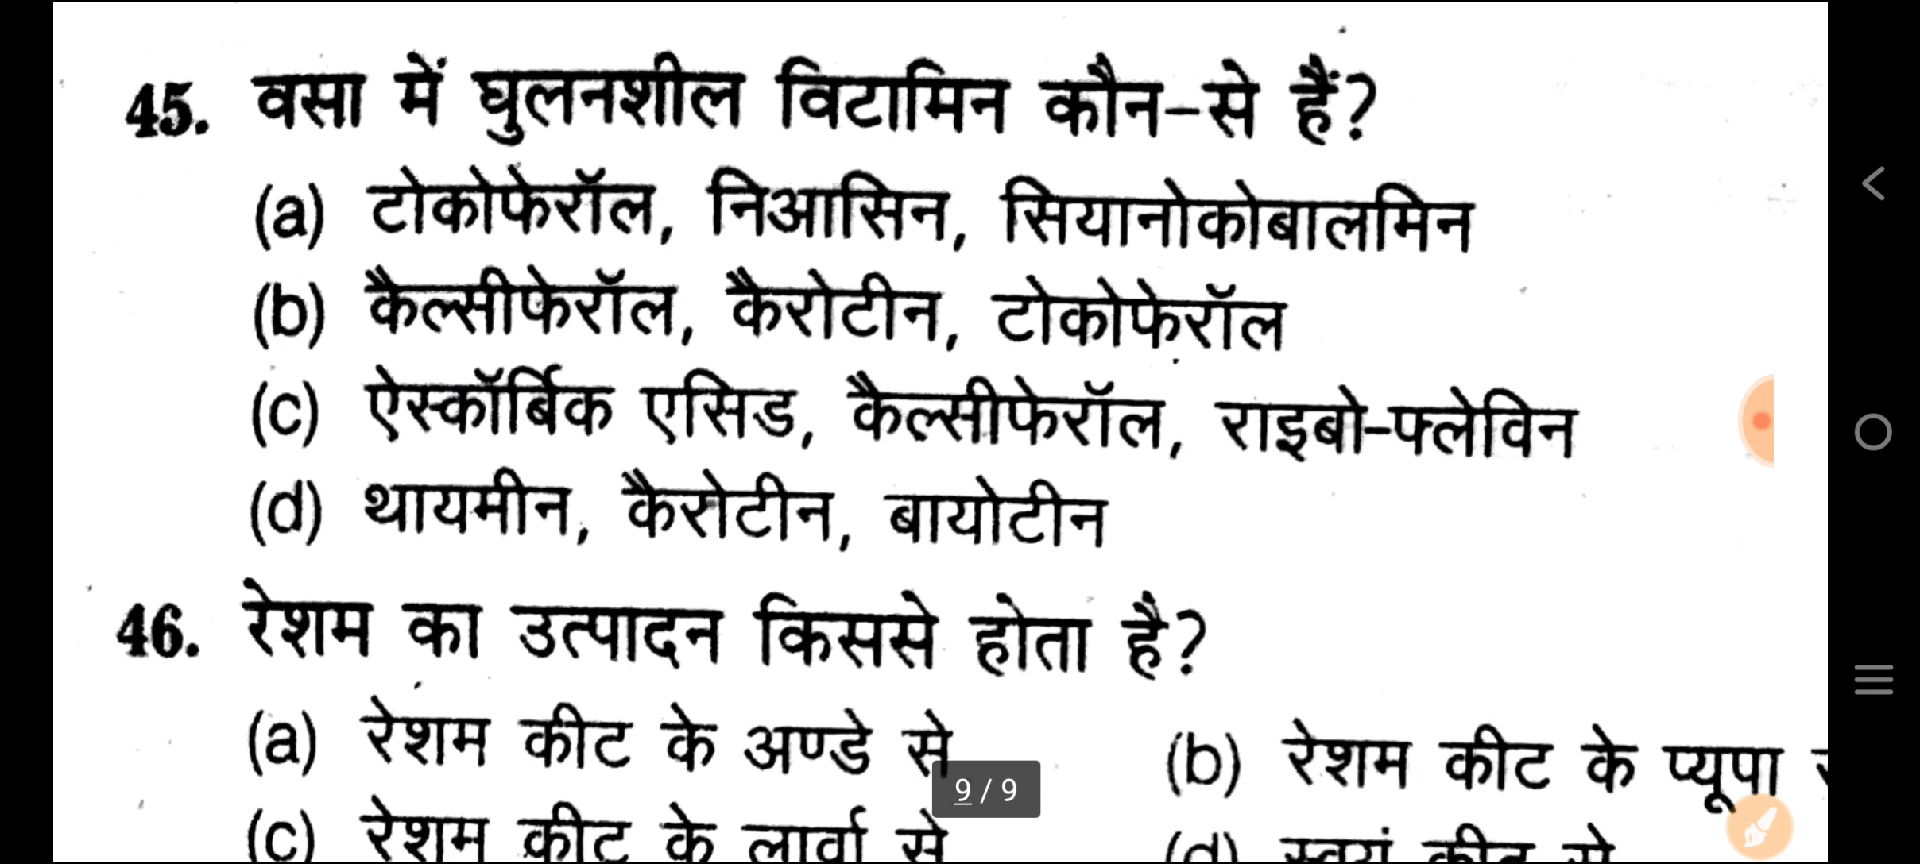 45. वसा में घुलनशील विटामिन कौन-से हैं?
(a) टोकोफेरॉल, निआसिन, सियानोकोबालमिन
(b) कैल्सीफेरॉल, कैरोटीन, टोकोफेरॉल
(c) ऐस्कॉर्बिक एसिड, कैल्सीफेरॉल, राइबो-फ्लेविन
(d) थायमीन, कैरोटीन, बायोटीन
46. रेशम का उत्पादन किससे होता है?
(a) रेशम कीट के अण्डे से (b) रेशम कीट के प्यूपा
9 / 9
(c) रेशम कीट के लार्वा से (d) स्वयं कीट से